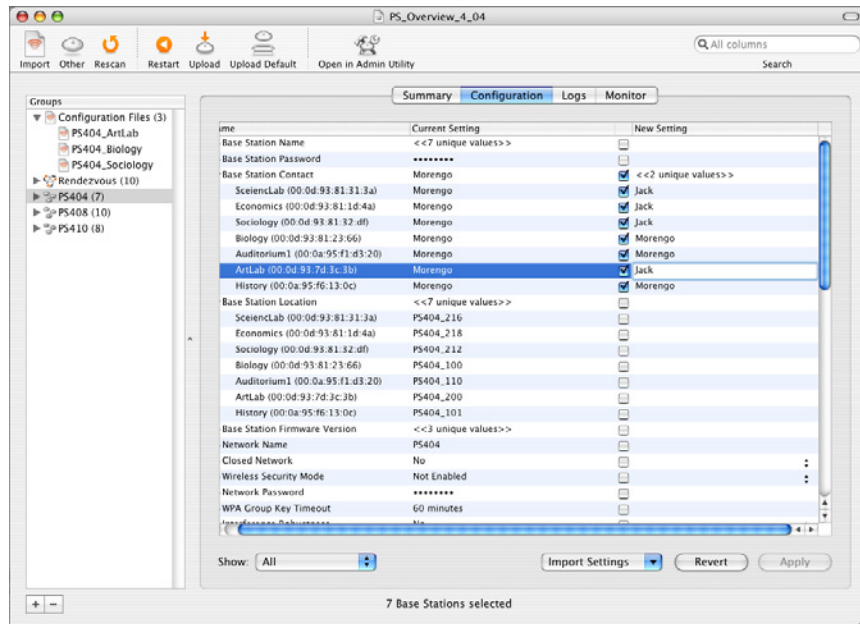 PS_Overview_4_04
Import Other Rescan Restart Upload Upload Default Open in Admin Utility Search
All columns
Summary Configuration Logs Monitor
Groups
Configuration Files (3)
PS404_ArtLab
PS404_Biology
PS404_Sociology
Rendezvous (10)
PS404 (7)
PS408 (10)
PS410 (8)
me Current Setting New Setting
Base Station Name <<7 unique values>>
Base Station Password ••••••••
Base Station Contact Morengo <<2 unique values>>
SceiencLab (00:0d:93:81:31:3a) Morengo Jack
Economics (00:0d:93:81:1d:4a) Morengo Jack
Sociology (00:0d:93:81:32:df) Morengo Jack
Biology (00:0d:93:81:23:66) Morengo Morengo
Auditorium1 (00:0a:95:f1:d3:20) Morengo Morengo
ArtLab (00:0d:93:7d:3c:3b) Morengo Jack
History (00:0a:95:f6:13:0c) Morengo Morengo
Base Station Location <<7 unique values>>
SceiencLab (00:0d:93:81:31:3a) PS404_216
Economics (00:0d:93:81:1d:4a) PS404_218
Sociology (00:0d:93:81:32:df) PS404_212
Biology (00:0d:93:81:23:66) PS404_100
Auditorium1 (00:0a:95:f1:d3:20) PS404_110
ArtLab (00:0d:93:7d:3c:3b) PS404_200
History (00:0a:95:f6:13:0c) PS404_101
Base Station Firmware Version <<3 unique values>>
Network Name PS404
Closed Network No
Wireless Security Mode Not Enabled
Network Password ••••••••
WPA Group Key Timeout 60 minutes
Show: All Import Settings Revert Apply
7 Base Stations selected